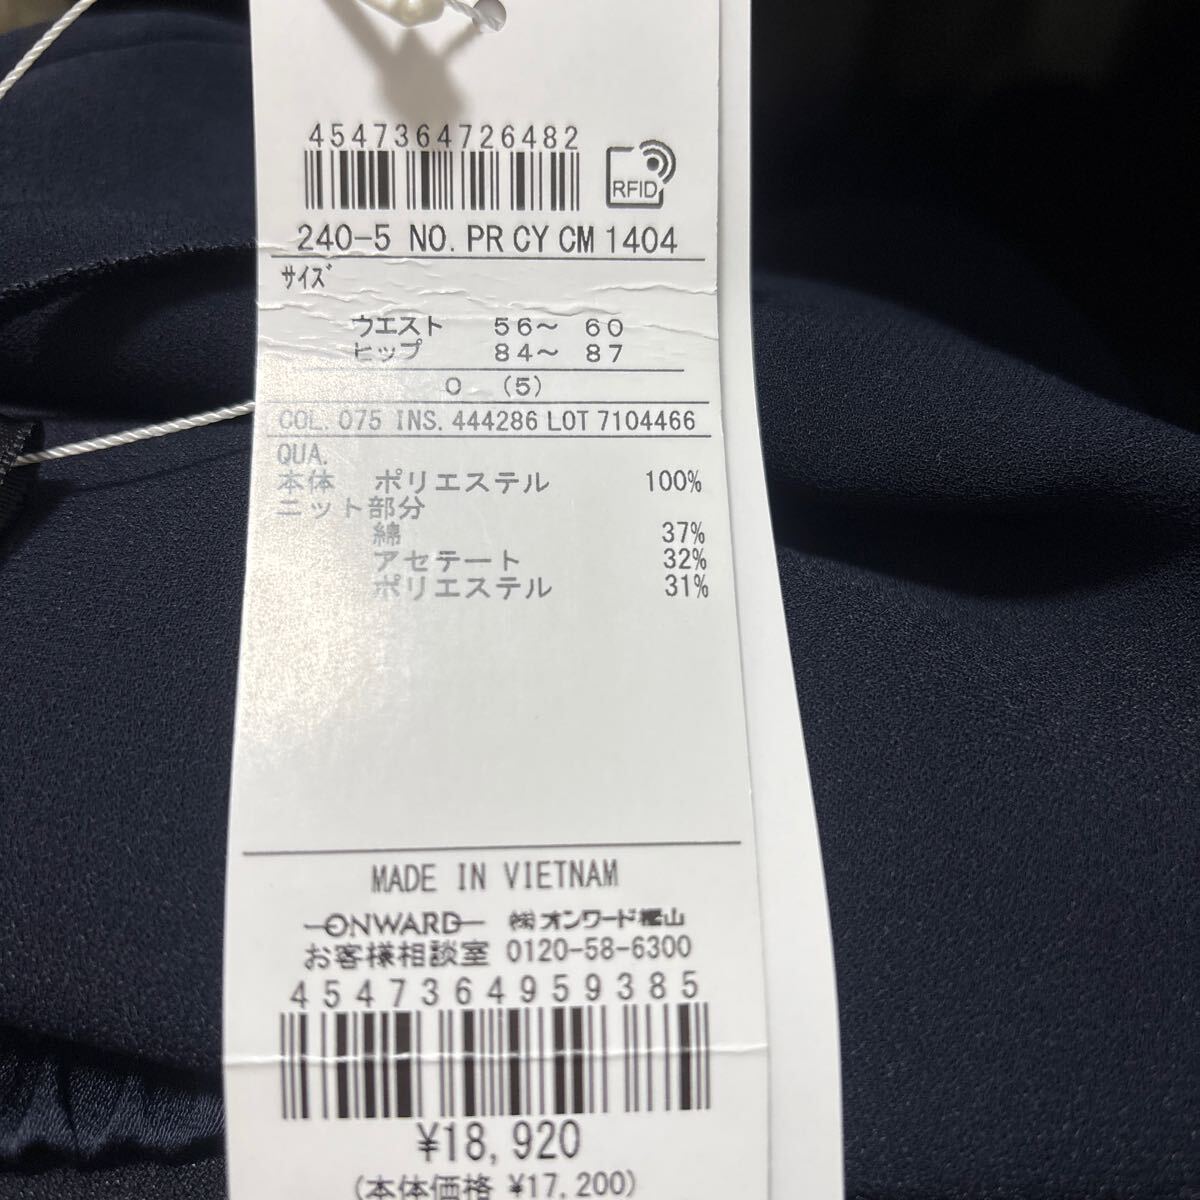 4547364726482
RFID
240-5 NO. PR CY CM 1404
サイズ
ウエスト 56〜 60
ヒップ 84〜 87
0 (5)
COL. 075 INS. 444286 LOT 7104466
QUA.
本体 ポリエステル 100%
ニット部分
綿 37%
アセテート 32%
ポリエステル 31%
MADE IN VIETNAM
ONWARD ㈱オンワード樫山
お客様相談室 0120-58-6300
4547364959385
¥18,920
(本体価格 ¥17,200)